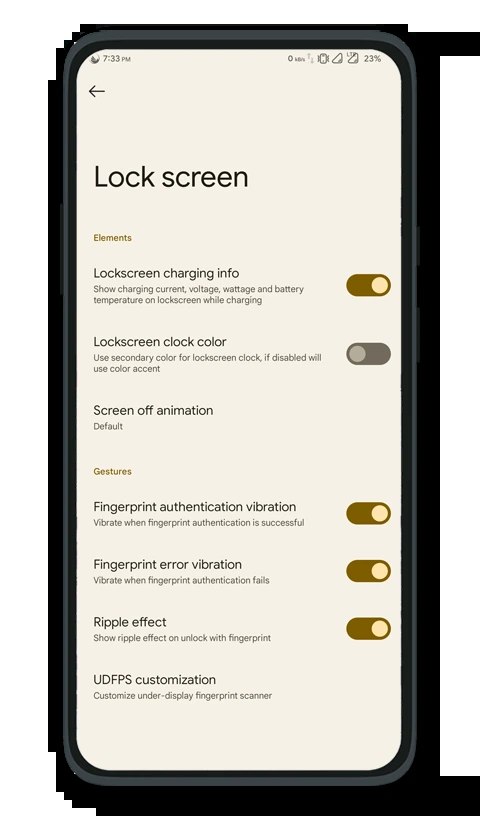 7:33 PM 0 kB/s 23%
Lock screen
Elements
Lockscreen charging info
Show charging current, voltage, wattage and battery
temperature on lockscreen while charging
Lockscreen clock color
Use secondary color for lockscreen clock, if disabled will
use color accent
Screen off animation
Default
Gestures
Fingerprint authentication vibration
Vibrate when fingerprint authentication is successful
Fingerprint error vibration
Vibrate when fingerprint authentication fails
Ripple effect
Show ripple effect on unlock with fingerprint
UDFPS customization
Customize under-display fingerprint scanner